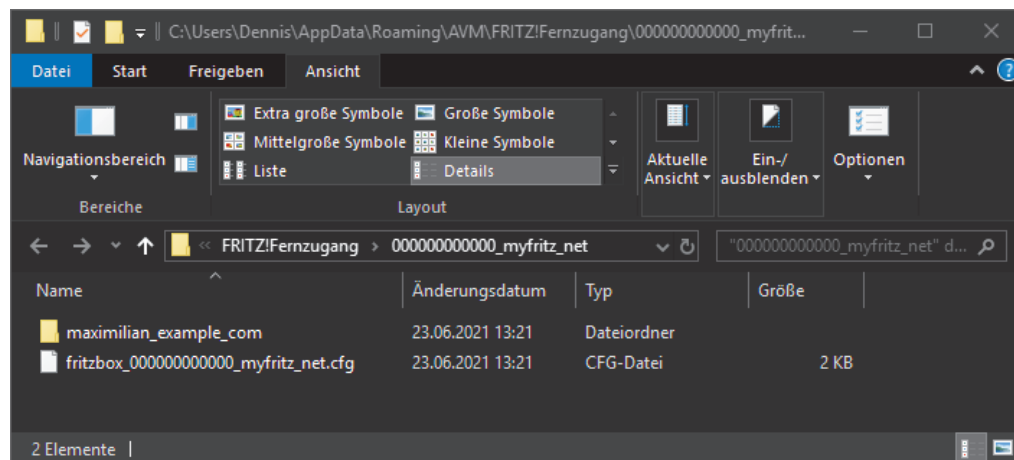 C:\Users\Dennis\AppData\Roaming\AVM\FRITZ!Fernzugang\000000000000_myfrit...
Datei Start Freigeben Ansicht
Extra große Symbole Große Symbole
Mittelgroße Symbole Kleine Symbole
Liste Details
Navigationsbereich
Aktuelle Ansicht
Ein-/ausblenden
Optionen
Bereiche Layout
« FRITZ!Fernzugang > 000000000000_myfritz_net
"000000000000_myfritz_net" d...
Name Änderungsdatum Typ Größe
maximilian_example_com 23.06.2021 13:21 Dateiordner
fritzbox_000000000000_myfritz_net.cfg 23.06.2021 13:21 CFG-Datei 2 KB
2 Elemente